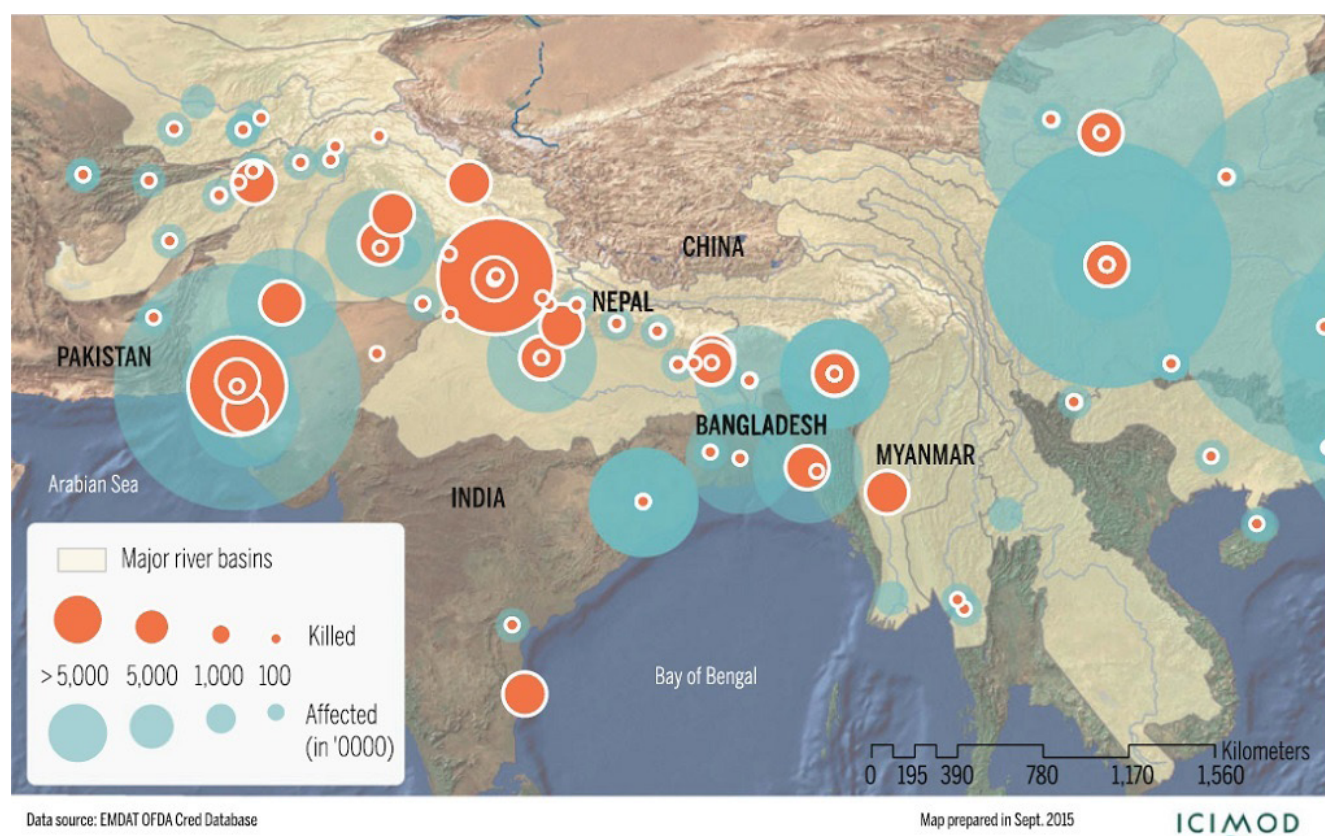 CHINA
NEPAL
PAKISTAN
BANGLADESH
MYANMAR
Arabian Sea
INDIA
Major river basins
Killed
> 5,000 5,000 1,000 100
Affected
(in '0000)
Bay of Bengal
Kilometers
0 195 390 780 1,170 1,560
Data source: EMDAT OFDA Cred Database
Map prepared in Sept. 2015
ICIMOD